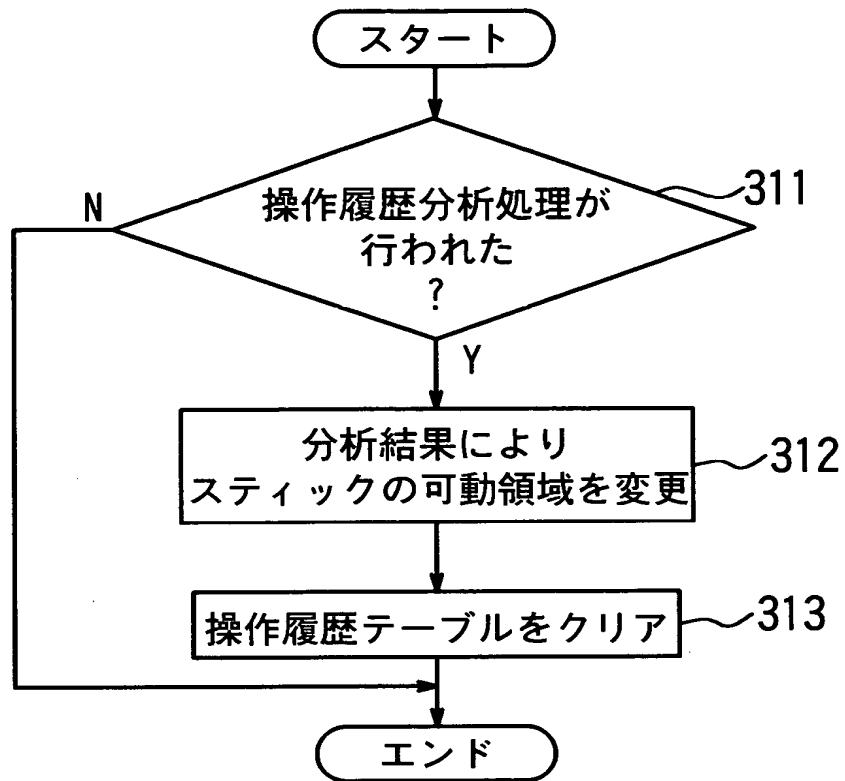 スタート
操作履歴分析処理が
行われた
?
311
N
Y
分析結果により
スティックの可動領域を変更
312
操作履歴テーブルをクリア
313
エンド